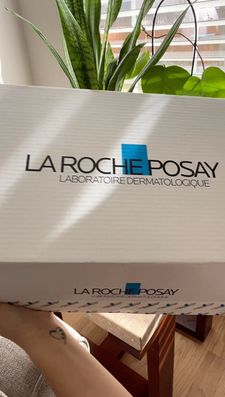 LA ROCHE POSAY
LABORATOIRE DERMATOLOGIQUE
LA ROCHE POSAY